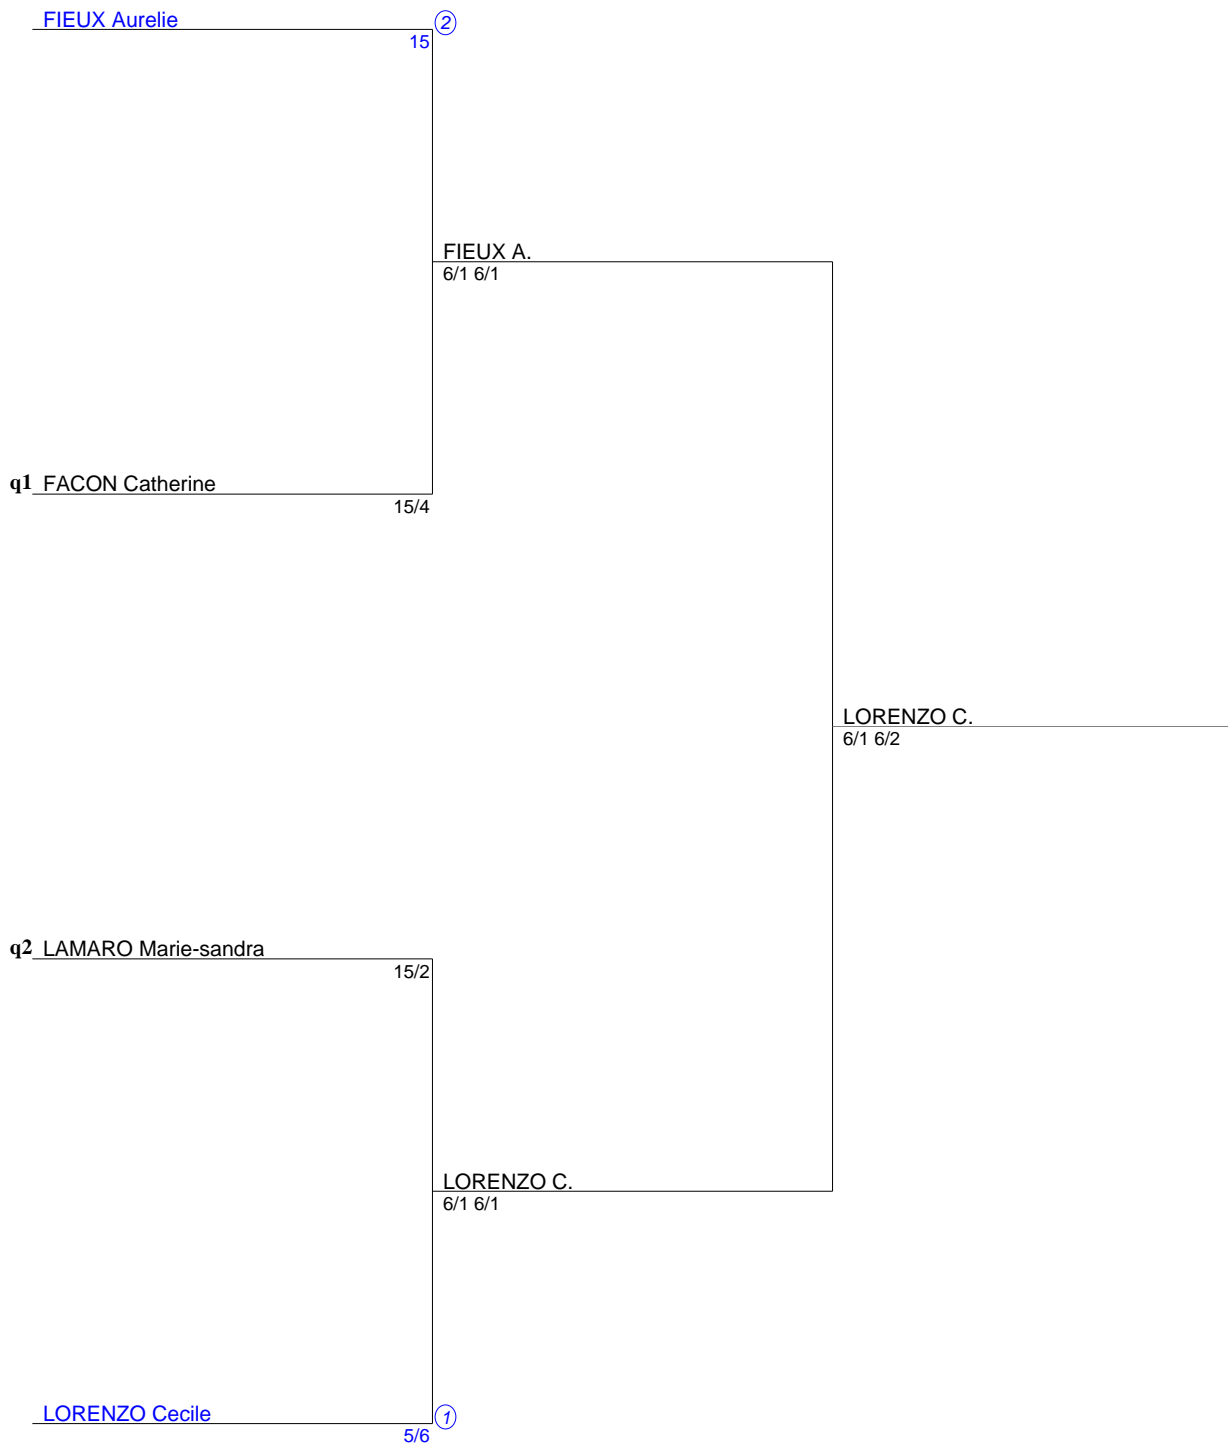 FIEUX Aurelie
2
15
FIEUX A.
6/1 6/1
q1 FACON Catherine
15/4
LORENZO C.
6/1 6/2
q2 LAMARO Marie-sandra
15/2
LORENZO C.
6/1 6/1
LORENZO Cecile
1
5/6